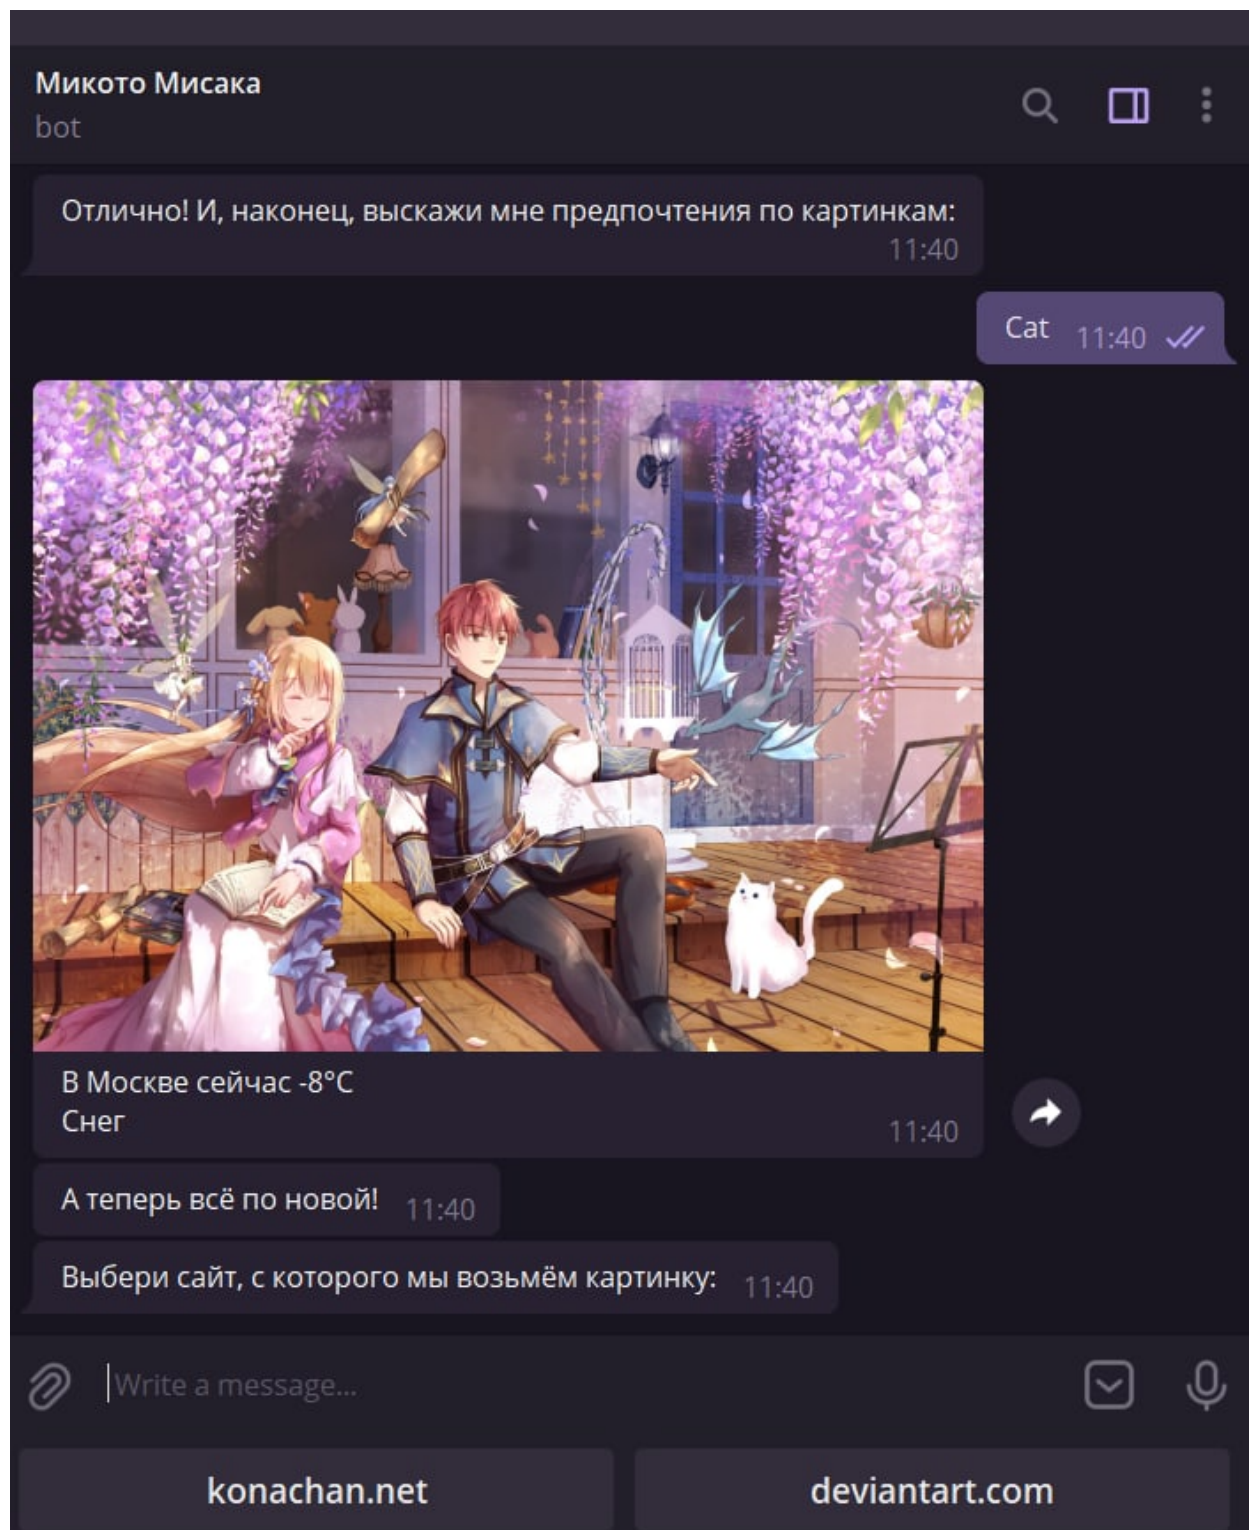 Микото Мисака
bot
Отлично! И, наконец, выскажи мне предпочтения по картинкам:
11:40
Cat 11:40
В Москве сейчас -8°C
Снег
11:40
А теперь всё по новой! 11:40
Выбери сайт, с которого мы возьмём картинку: 11:40
Write a message...
konachan.net
deviantart.com